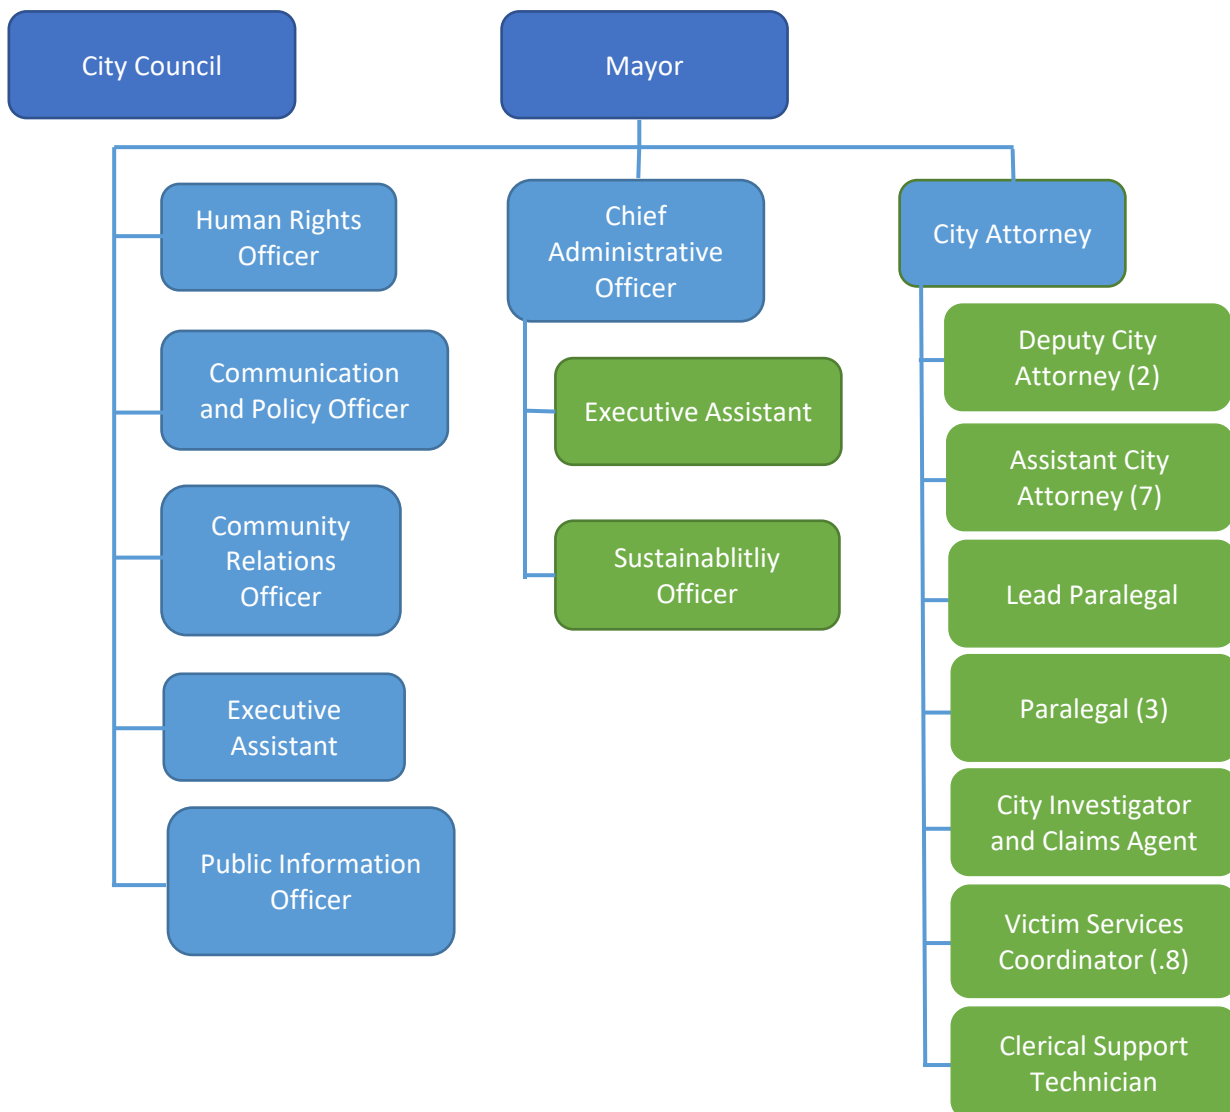 City Council
Mayor
Human Rights
Officer
Communication
and Policy Officer
Community
Relations
Officer
Executive
Assistant
Public Information
Officer
Chief
Administrative
Officer
Executive Assistant
Sustainablitliy
Officer
City Attorney
Deputy City
Attorney (2)
Assistant City
Attorney (7)
Lead Paralegal
Paralegal (3)
City Investigator
and Claims Agent
Victim Services
Coordinator (.8)
Clerical Support
Technician